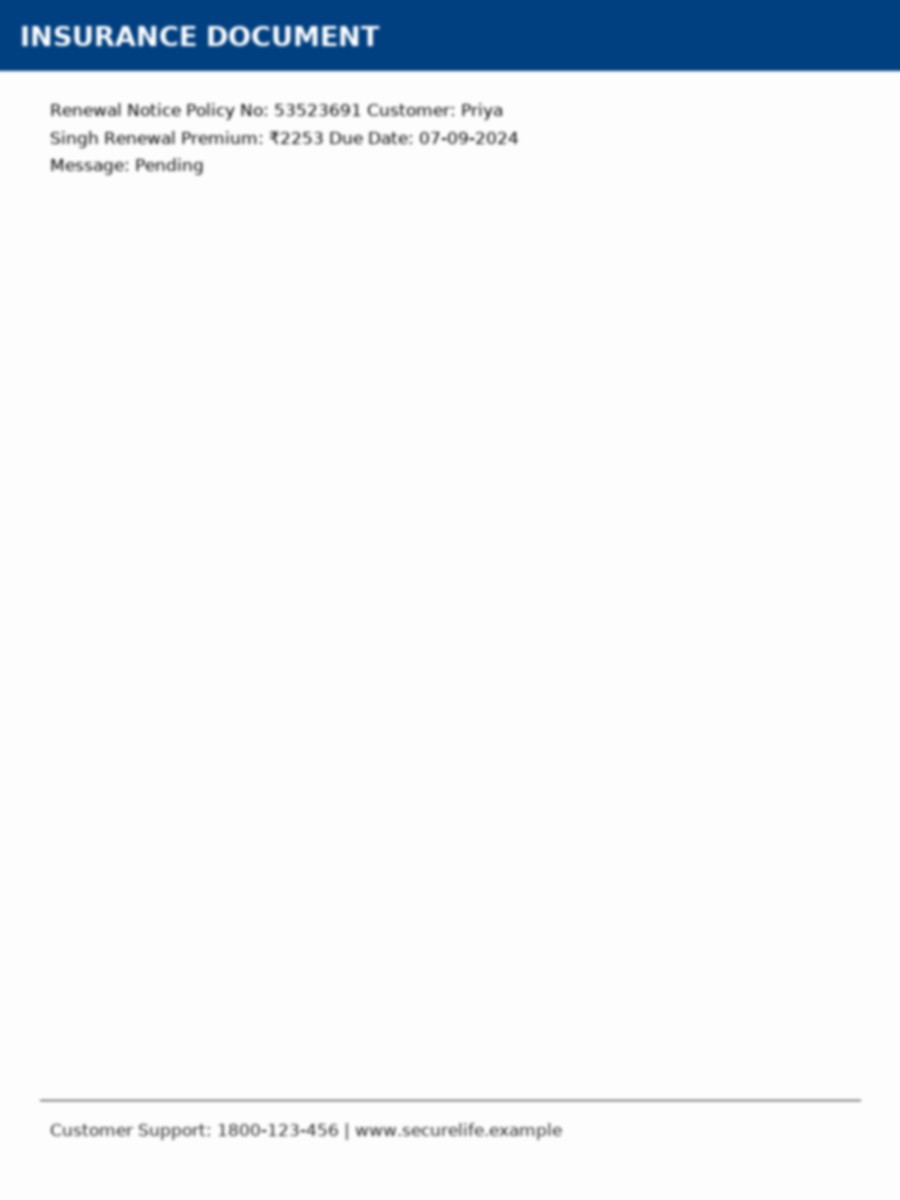 INSURANCE DOCUMENT
Renewal Notice Policy No: 53523691 Customer: Priya
Singh Renewal Premium: ₹2253 Due Date: 07-09-2024
Message: Pending
Customer Support: 1800-123-456 | www.securelife.example